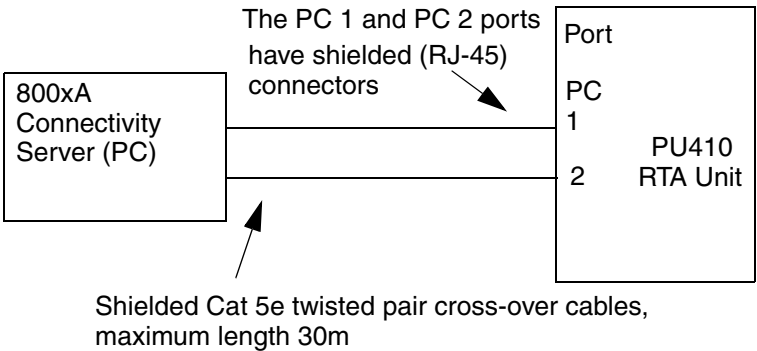 The PC 1 and PC 2 ports
have shielded (RJ-45)
connectors
800xA
Connectivity
Server (PC)
Port
PC
1
2
PU410
RTA Unit
Shielded Cat 5e twisted pair cross-over cables,
maximum length 30m